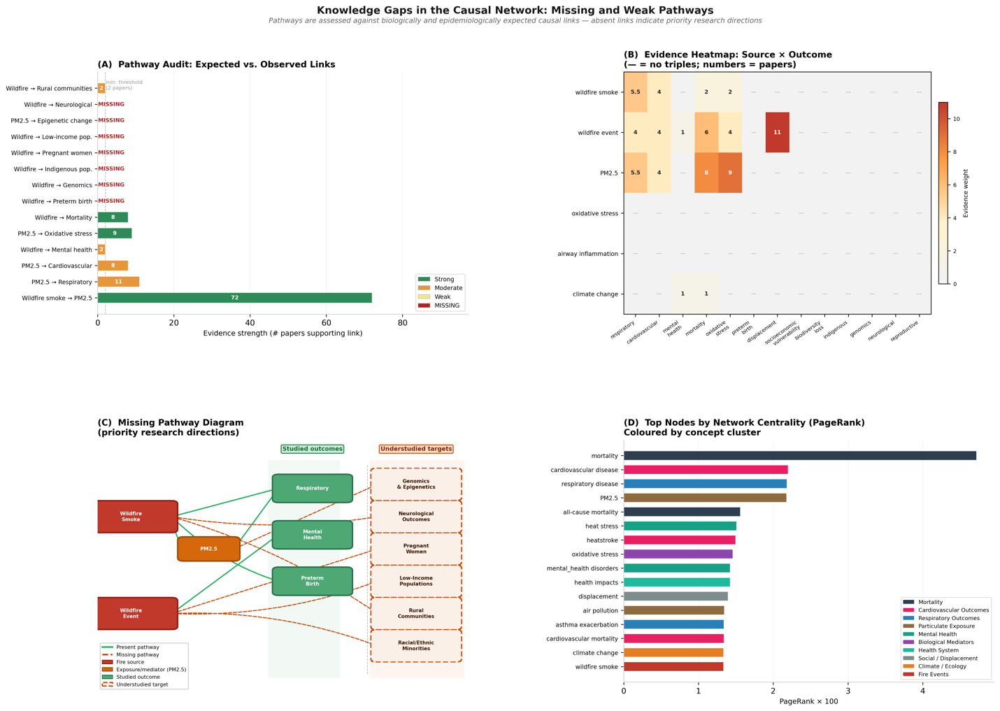 Knowledge Gaps in the Causal Network: Missing and Weak Pathways
Pathways are assessed against biologically and epidemiologically expected causal links — absent links indicate priority research directions
(A)  Pathway Audit: Expected vs. Observed Links
min. threshold
(2 papers)
Wildfire → Rural communities 2
Wildfire → Neurological MISSING
PM2.5 → Epigenetic change MISSING
Wildfire → Low-income pop. MISSING
Wildfire → Pregnant women MISSING
Wildfire → Indigenous pop. MISSING
Wildfire → Genomics MISSING
Wildfire → Preterm birth MISSING
Wildfire → Mortality 8
PM2.5 → Oxidative stress 9
Wildfire → Mental health 2
PM2.5 → Cardiovascular 8
PM2.5 → Respiratory 11
Wildfire smoke → PM2.5 72
Strong
Moderate
Weak
MISSING
0 20 40 60 80
Evidence strength (# papers supporting link)
(B)  Evidence Heatmap: Source × Outcome
(— = no triples; numbers = papers)
wildfire smoke 5.5 4 — 2 2 — — — — — — — —
wildfire event 4 4 1 6 4 — 11 — — — — — —
PM2.5 5.5 4 — 8 9 — — — — — — — —
oxidative stress — — — — — — — — — — — — —
airway inflammation — — — — — — — — — — — — —
climate change — — 1 1 — — — — — — — — —
respiratory
cardiovascular
mental
health
mortality
oxidative
stress
preterm
birth
displacement
socioeconomic
vulnerability
biodiversity
loss
indigenous
genomics
neurological
reproductive
10
8
6
4
2
0
Evidence weight
(C)  Missing Pathway Diagram
(priority research directions)
Studied outcomes
Understudied targets
Wildfire
Smoke
PM2.5
Wildfire
Event
Respiratory
Mental
Health
Preterm
Birth
Genomics
& Epigenetics
Neurological
Outcomes
Pregnant
Women
Low-Income
Populations
Rural
Communities
Racial/Ethnic
Minorities
Present pathway
Missing pathway
Fire source
Exposure/mediator (PM2.5)
Studied outcome
Understudied target
(D)  Top Nodes by Network Centrality (PageRank)
Coloured by concept cluster
mortality
cardiovascular disease
respiratory disease
PM2.5
all-cause mortality
heat stress
heatstroke
oxidative stress
mental_health disorders
health impacts
displacement
air pollution
asthma exacerbation
cardiovascular mortality
climate change
wildfire smoke
Mortality
Cardiovascular Outcomes
Respiratory Outcomes
Particulate Exposure
Mental Health
Biological Mediators
Health System
Social / Displacement
Climate / Ecology
Fire Events
0 1 2 3 4
PageRank × 100